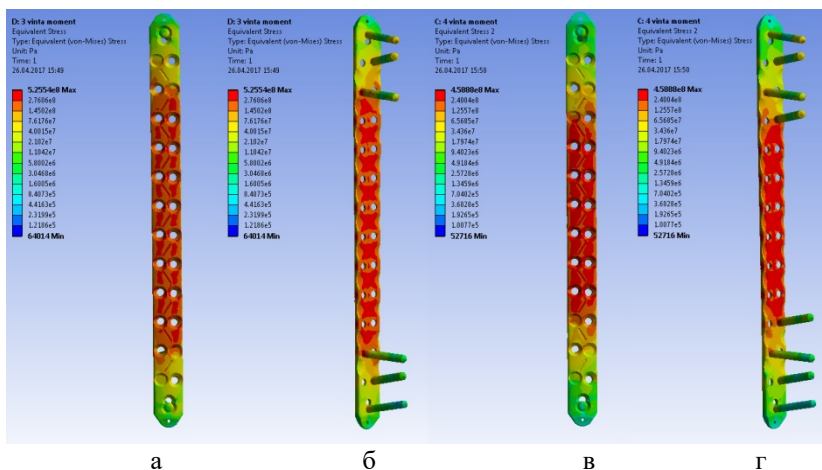 D: 3 vinta moment
Equivalent Stress
Type: Equivalent (von-Mises) Stress
Unit: Pa
Time: 1
26.04.2017 15:49
5.2554e8 Max
2.7606e8
1.4502e8
7.6176e7
4.0015e7
2.102e7
1.1042e7
5.8002e6
3.0468e6
1.6005e6
8.4073e5
4.4163e5
2.3199e5
1.2186e5
64014 Min
D: 3 vinta moment
Equivalent Stress
Type: Equivalent (von-Mises) Stress
Unit: Pa
Time: 1
26.04.2017 15:49
5.2554e8 Max
2.7606e8
1.4502e8
7.6176e7
4.0015e7
2.102e7
1.1042e7
5.8002e6
3.0468e6
1.6005e6
8.4073e5
4.4163e5
2.3199e5
1.2186e5
64014 Min
C: 4 vinta moment
Equivalent Stress 2
Type: Equivalent (von-Mises) Stress
Unit: Pa
Time: 1
26.04.2017 15:50
2.4004e8
1.2557e8
6.5685e7
3.436e7
1.7974e7
9.4023e6
4.9184e6
2.5728e6
1.3459e6
7.0402e5
3.6828e5
1.9265e5
1.0077e5
52716 Min
C: 4 vinta moment
Equivalent Stress 2
Type: Equivalent (von-Mises) Stress
Unit: Pa
Time: 1
26.04.2017 15:50
2.4004e8
1.2557e8
6.5685e7
3.436e7
1.7974e7
9.4023e6
4.9184e6
2.5728e6
1.3459e6
7.0402e5
3.6828e5
1.9265e5
1.0077e5
52716 Min
а
б
в
г